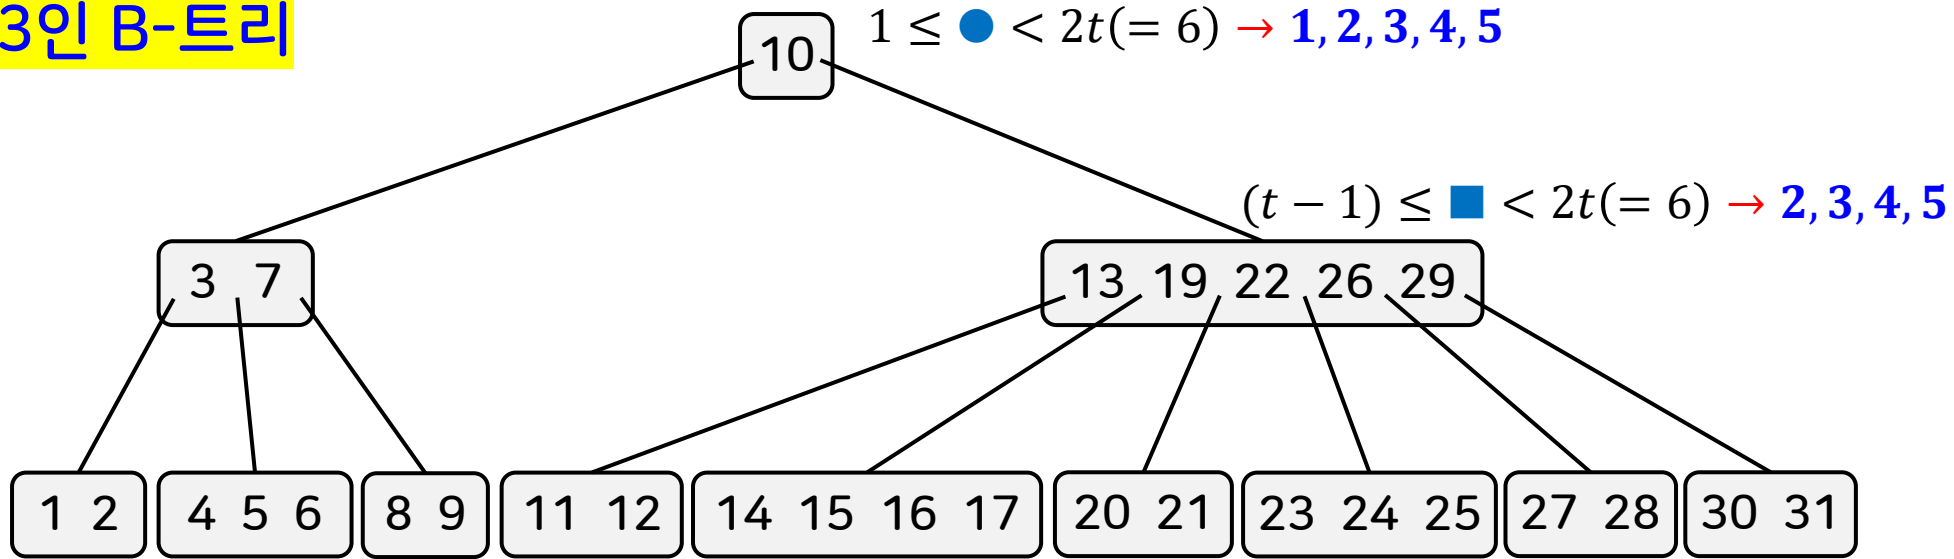 3인 B-트리
10
1 ≤ ● < 2t(= 6) → 1, 2, 3, 4, 5
(t − 1) ≤ ■ < 2t(= 6) → 2, 3, 4, 5
3 7
13 19 22 26 29
1 2
4 5 6
8 9
11 12
14 15 16 17
20 21
23 24 25
27 28
30 31